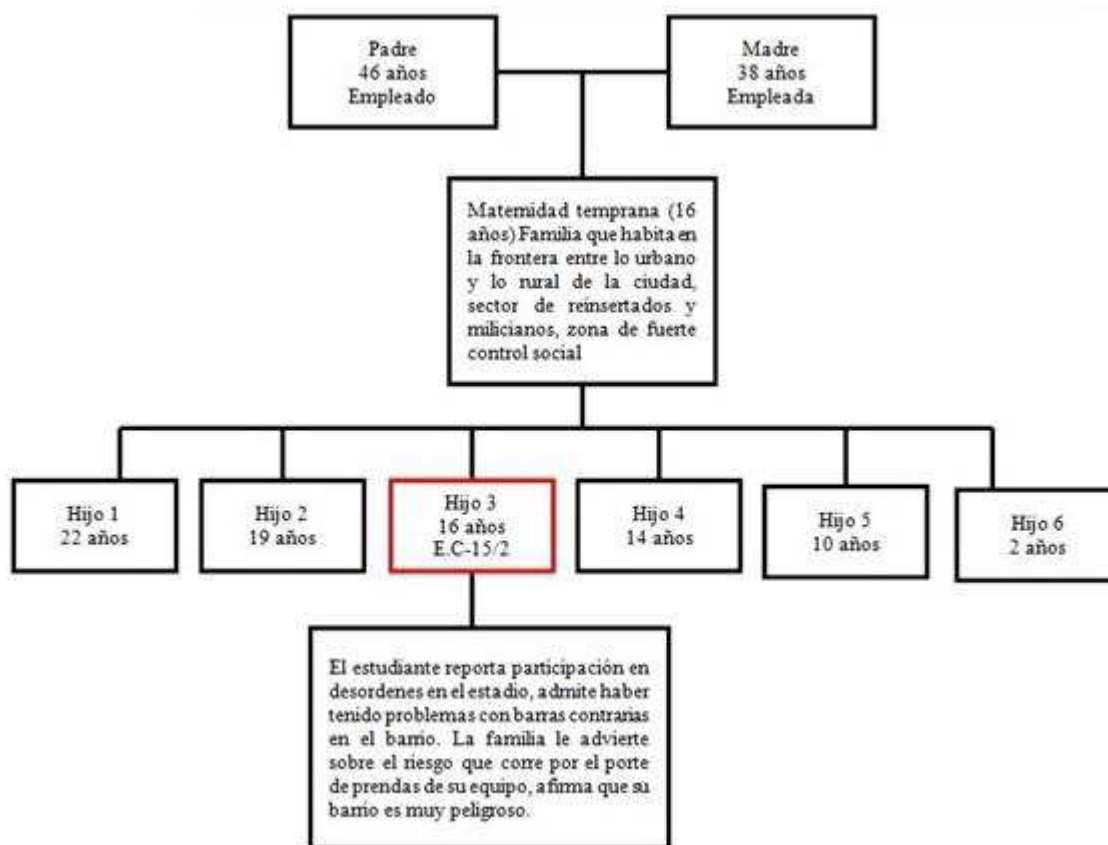 Padre
46 años
Empleado
Madre
38 años
Empleada
Maternidad temprana (16
años) Familia que habita en
la frontera entre lo urbano
y lo rural de la ciudad,
sector de reinsertados y
milicianos, zona de fuerte
control social
Hijo 1
22 años
Hijo 2
19 años
Hijo 3
16 años
E.C-15/2
Hijo 4
14 años
Hijo 5
10 años
Hijo 6
2 años
El estudiante reporta participación en
desordenes en el estadio, admite haber
tenido problemas con barras contrarias
en el barrio. La familia le advierte
sobre el riesgo que corre por el porte
de prendas de su equipo, afirma que su
barrio es muy peligroso.